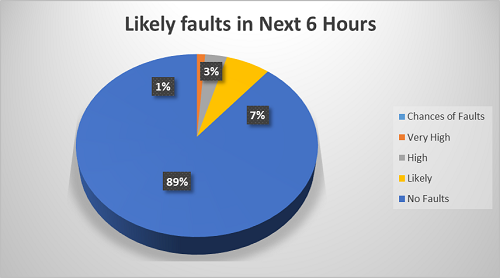 Likely faults in Next 6 Hours
1%
3%
7%
89%
Chances of Faults
Very High
High
Likely
No Faults